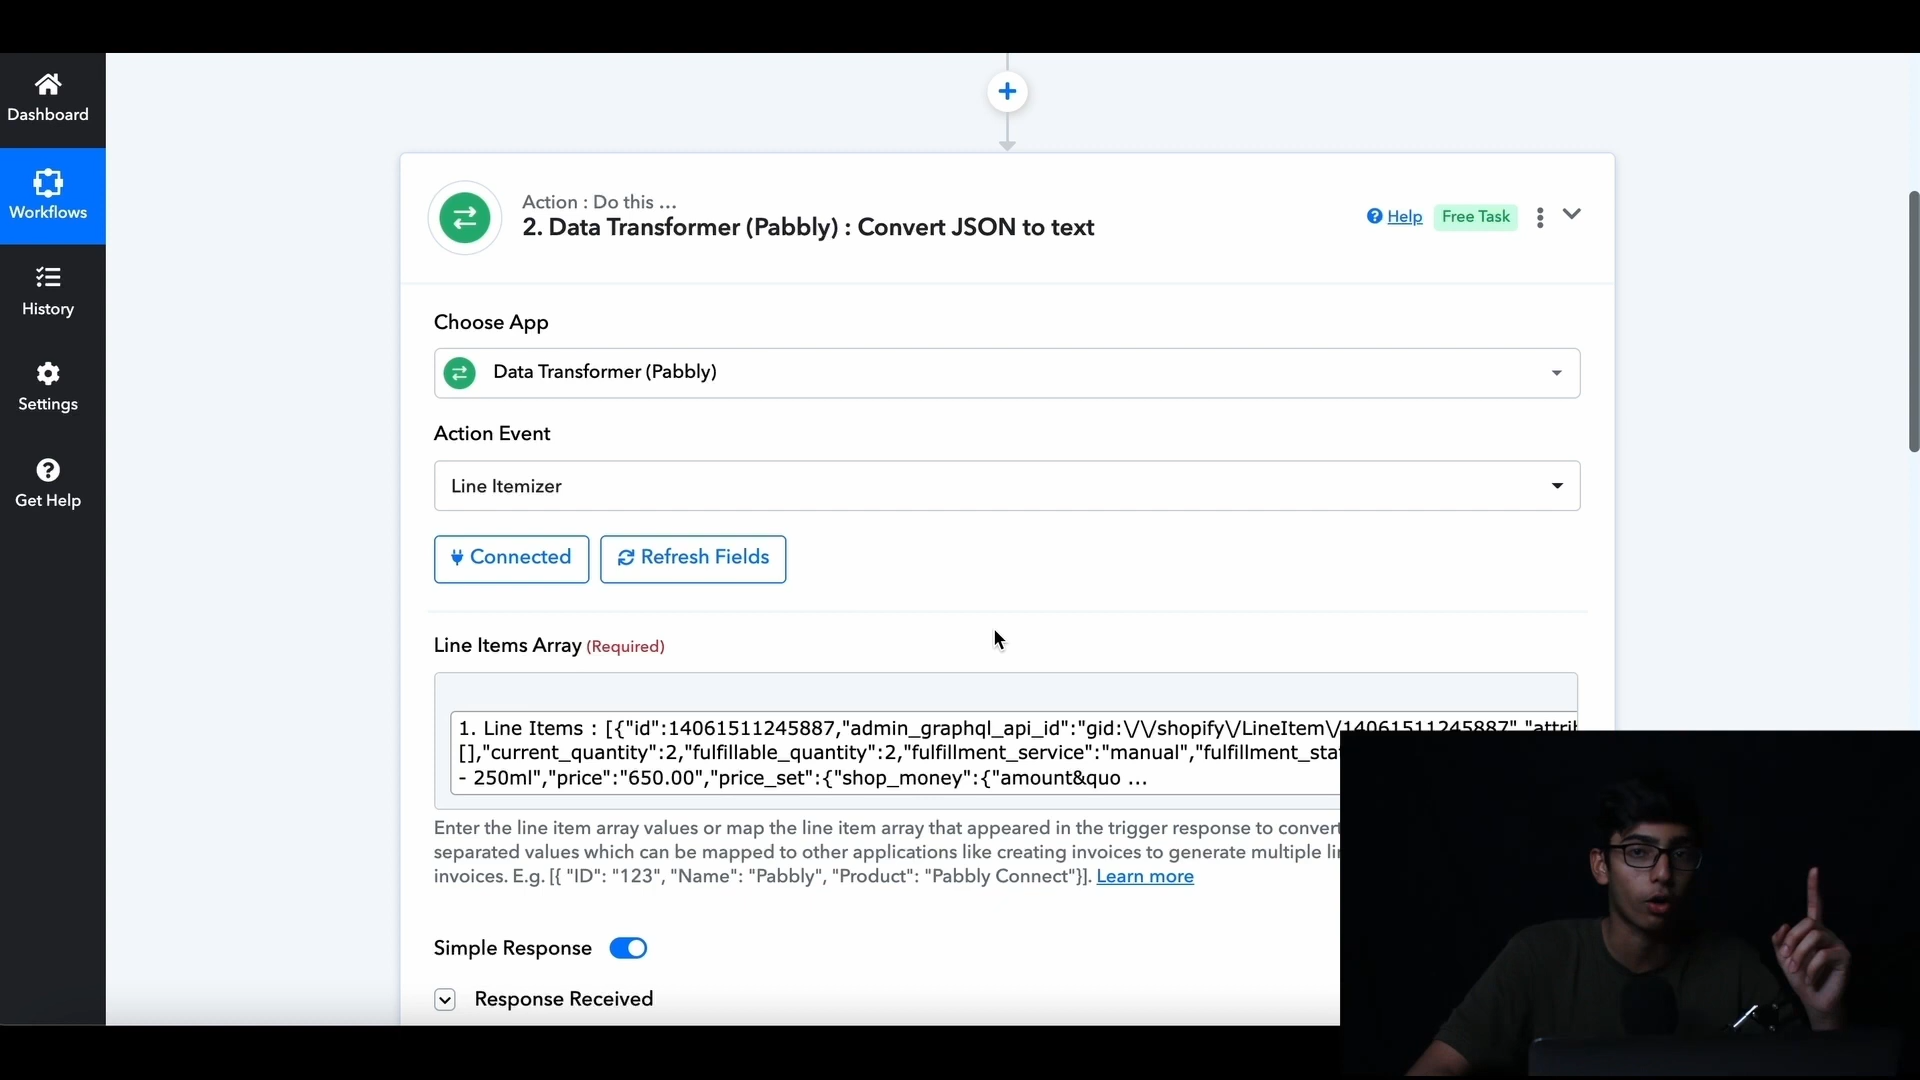 Dashboard
Workflows
History
Settings
Get Help
Action : Do this ...
2. Data Transformer (Pabbly) : Convert JSON to text
Help
Free Task
Choose App
Data Transformer (Pabbly)
Action Event
Line Itemizer
Connected
Refresh Fields
Line Items Array (Required)
1. Line Items : [{"id":14061511245887,"admin_graphql_api_id":"gid:\/\/shopify\/LineItem\/14061511245887","attrib
[],"current_quantity":2,"fulfillable_quantity":2,"fulfillment_service":"manual","fulfillment_sta
- 250ml","price":"650.00","price_set":{"shop_money":{"amount&quo ...
Enter the line item array values or map the line item array that appeared in the trigger response to convert
separated values which can be mapped to other applications like creating invoices to generate multiple li
invoices. E.g. [{ "ID": "123", "Name": "Pabbly", "Product": "Pabbly Connect"}]. Learn more
Simple Response
Response Received